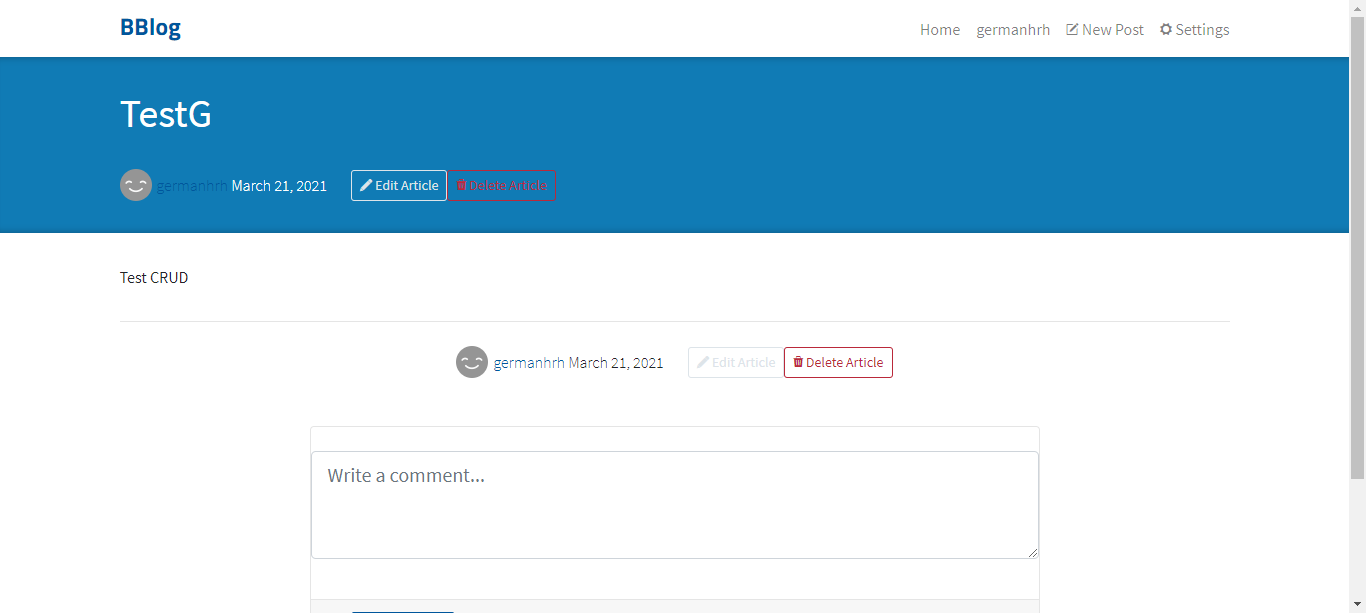 BBlog
Home germanhrh New Post Settings
TestG
germanhrh March 21, 2021 Edit Article Delete Article
Test CRUD
germanhrh March 21, 2021 Edit Article Delete Article
Write a comment...